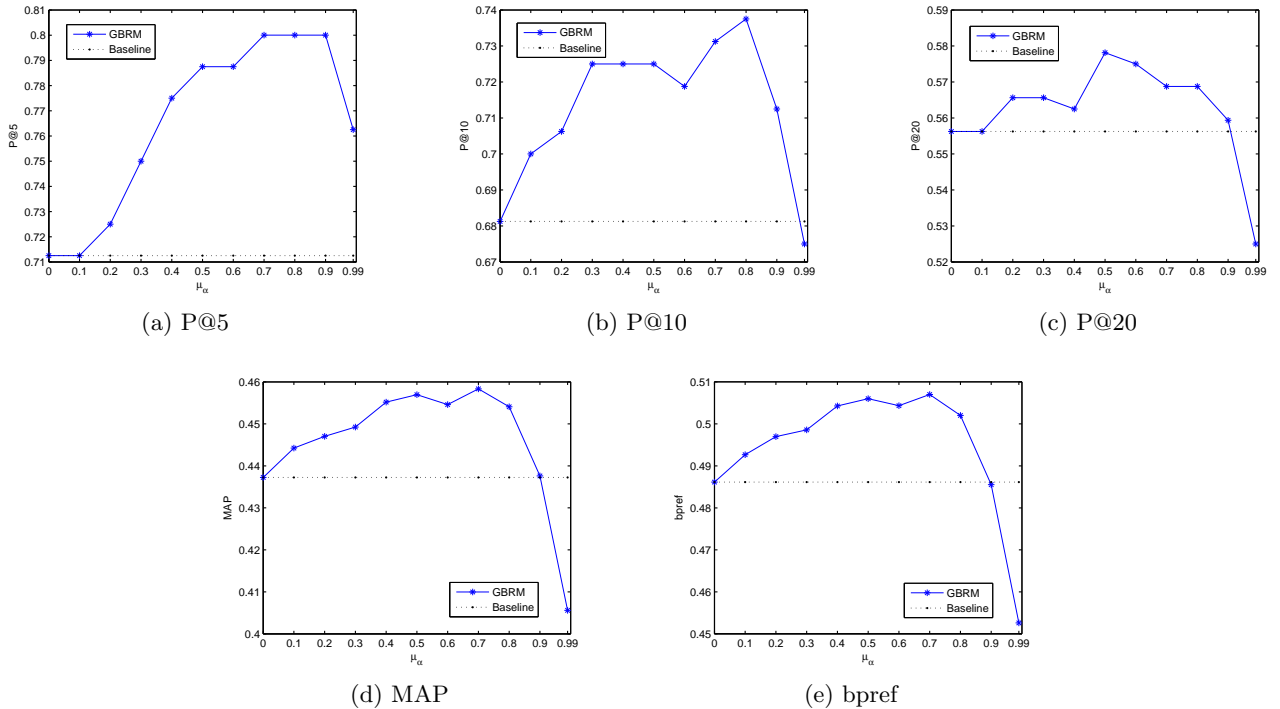 0.81
0.8
0.79
0.78
0.77
0.76
0.75
0.74
0.73
0.72
0.71
P@5
GBRM
Baseline
0 0.1 0.2 0.3 0.4 0.5 0.6 0.7 0.8 0.9 0.99
μα
(a) P@5
0.74
0.73
0.72
0.71
0.7
0.69
0.68
0.67
P@10
GBRM
Baseline
0 0.1 0.2 0.3 0.4 0.5 0.6 0.7 0.8 0.9 0.99
μα
(b) P@10
0.59
0.58
0.57
0.56
0.55
0.54
0.53
0.52
P@20
GBRM
Baseline
0 0.1 0.2 0.3 0.4 0.5 0.6 0.7 0.8 0.9 0.99
μα
(c) P@20
0.46
0.45
0.44
0.43
0.42
0.41
0.4
MAP
GBRM
Baseline
0 0.1 0.2 0.3 0.4 0.5 0.6 0.7 0.8 0.9 0.99
μα
(d) MAP
0.51
0.5
0.49
0.48
0.47
0.46
0.45
bpref
GBRM
Baseline
0 0.1 0.2 0.3 0.4 0.5 0.6 0.7 0.8 0.9 0.99
μα
(e) bpref